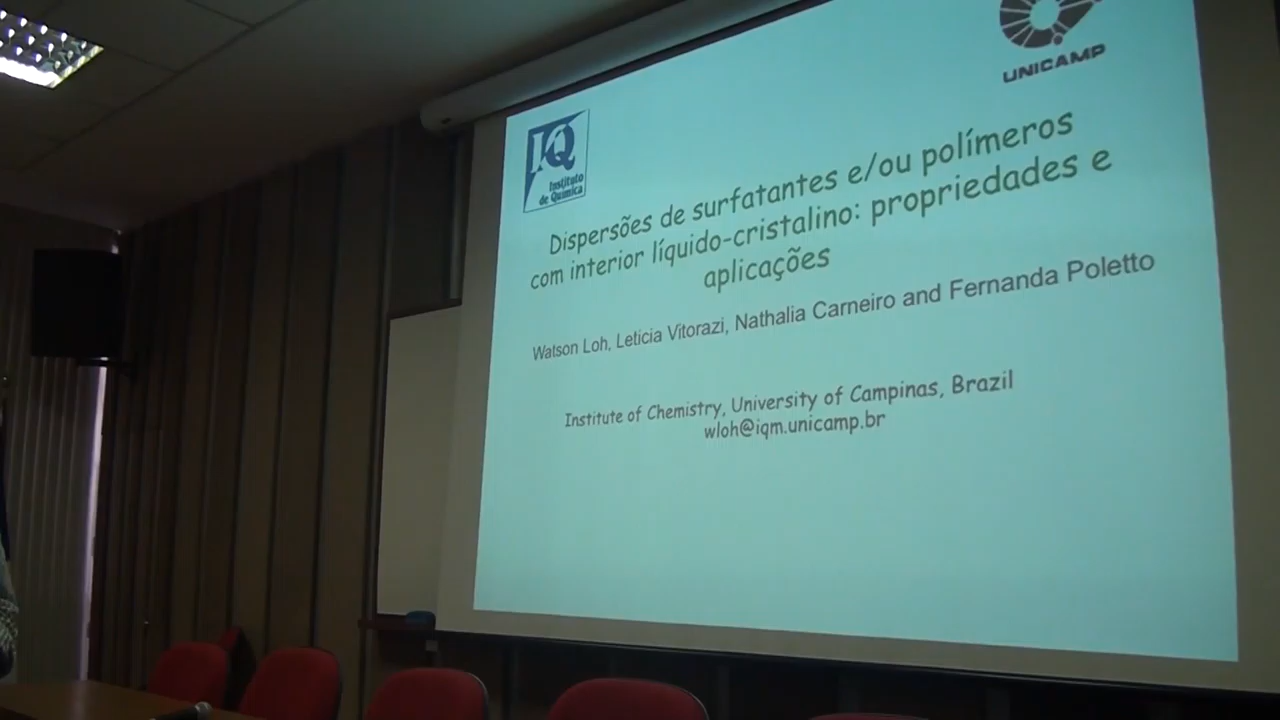 UNICAMP
IQ
Instituto
de Química
Dispersões de surfatantes e/ou polímeros
com interior líquido-cristalino: propriedades e
aplicações
Watson Loh, Leticia Vitorazi, Nathalia Carneiro and Fernanda Poletto
Institute of Chemistry, University of Campinas, Brazil
wloh@iqm.unicamp.br